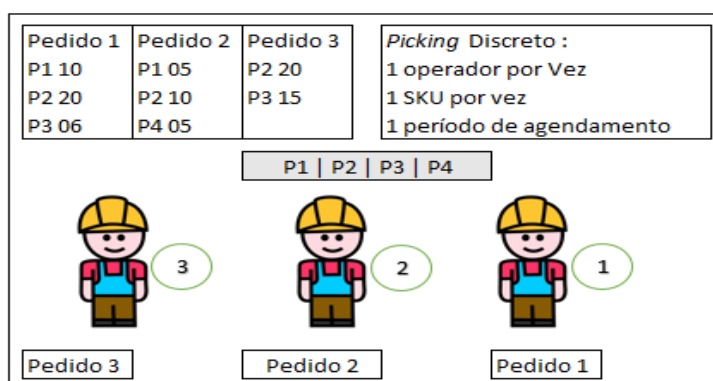 Pedido 1 Pedido 2 Pedido 3
P1 10 P1 05 P2 20
P2 20 P2 10 P3 15
P3 06 P4 05
Picking Discreto :
1 operador por Vez
1 SKU por vez
1 período de agendamento
P1 | P2 | P3 | P4
3 2 1
Pedido 3 Pedido 2 Pedido 1